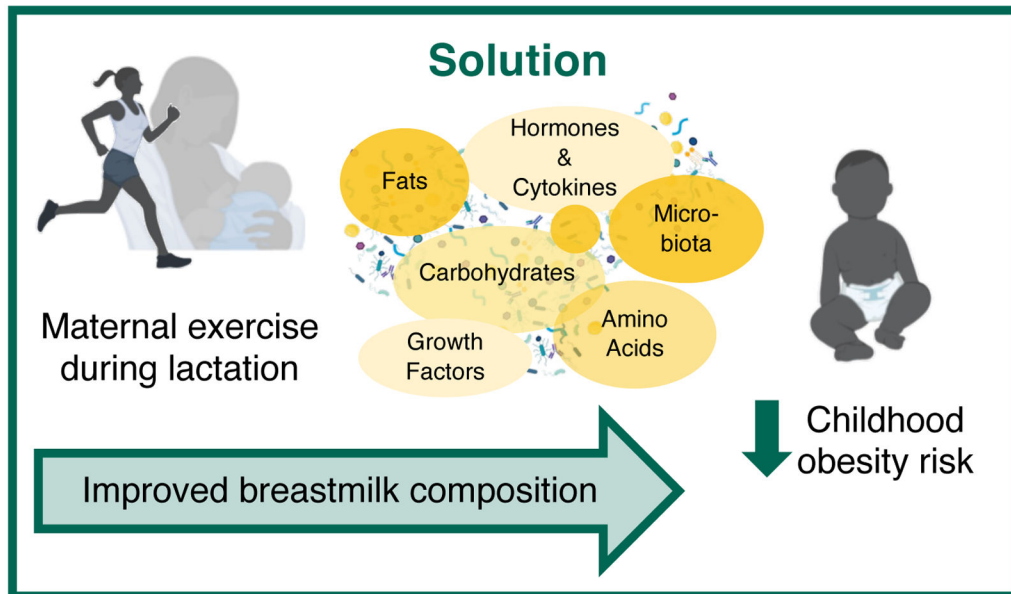 Solution
Hormones
&
Cytokines
Fats
Micro-
biota
Carbohydrates
Amino
Acids
Growth
Factors
Maternal exercise
during lactation
Improved breastmilk composition
Childhood
obesity risk